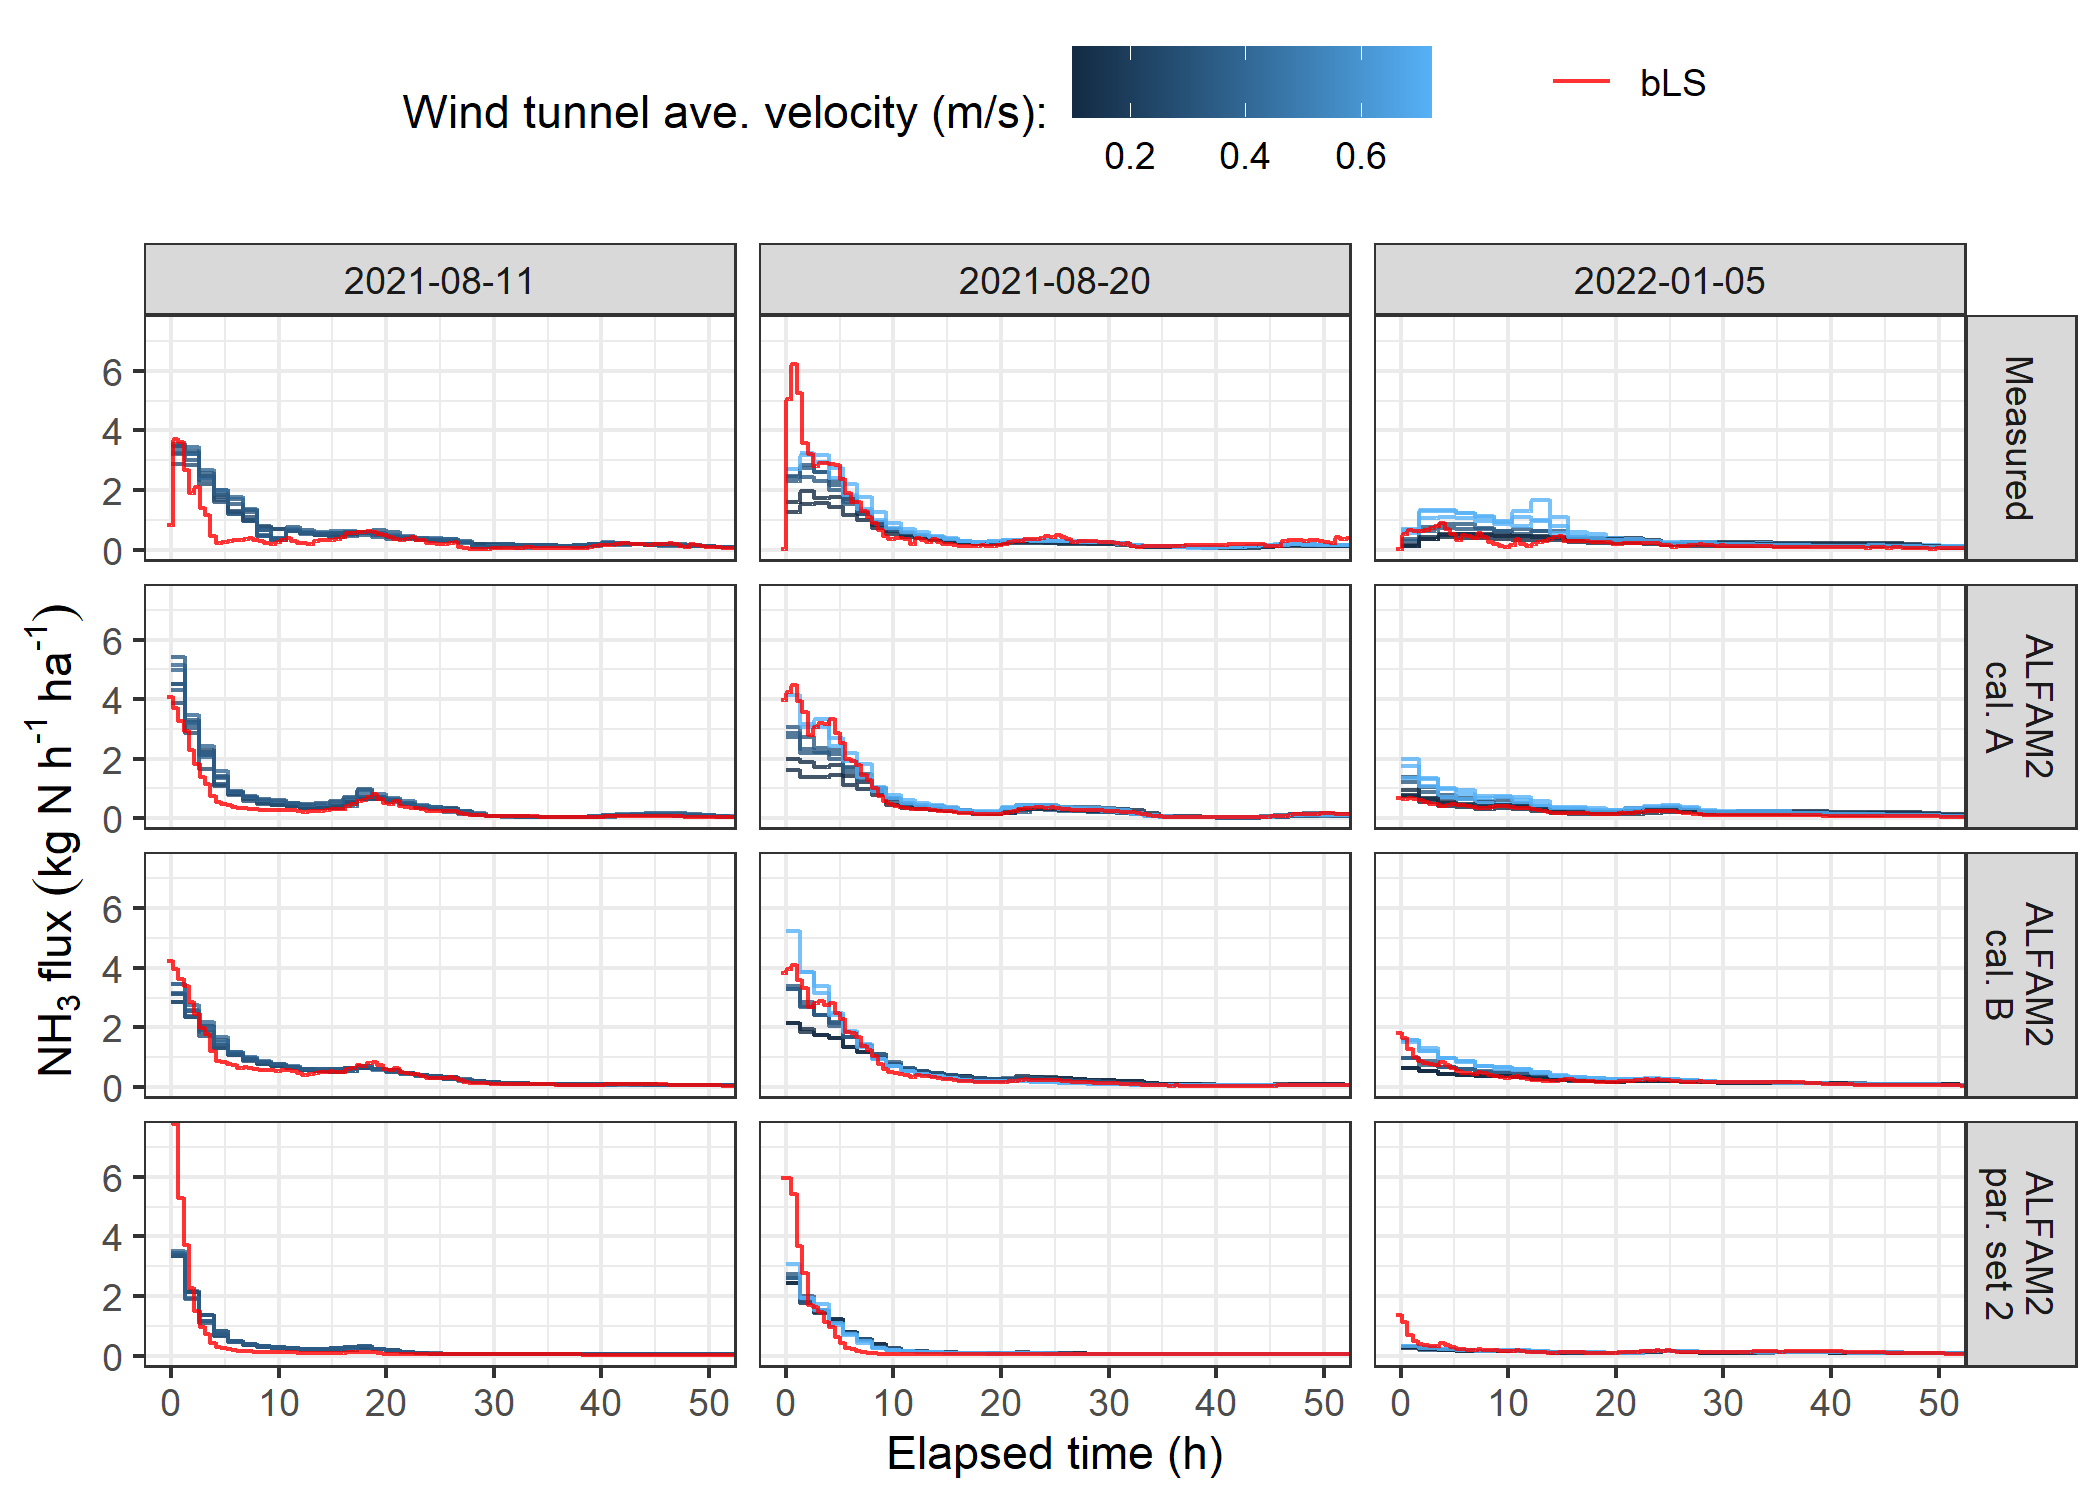 Wind tunnel ave. velocity (m/s):
0.2 0.4 0.6
bLS
2021-08-11 2021-08-20 2022-01-05
NH3 flux (kg N h-1 ha-1)
6
4
2
0
Measured
6
4
2
0
ALFAM2
cal. A
6
4
2
0
ALFAM2
cal. B
6
4
2
0
ALFAM2
par. set 2
0 10 20 30 40 50 0 10 20 30 40 50 0 10 20 30 40 50
Elapsed time (h)